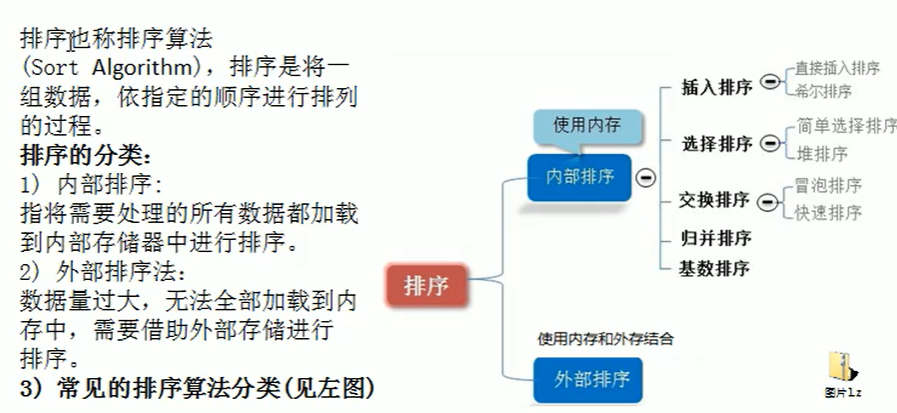 排序也称排序算法
(Sort Algorithm)，排序是将一
组数据，依指定的顺序进行排列
的过程。
排序的分类：
1) 内部排序：
指将需要处理的所有数据都加载
到内部存储器中进行排序。
2) 外部排序法：
数据量过大，无法全部加载到内
存中，需要借助外部存储进行
排序。
3) 常见的排序算法分类(见左图)
排序
使用内存
内部排序
插入排序
直接插入排序
希尔排序
选择排序
简单选择排序
堆排序
交换排序
冒泡排序
快速排序
归并排序
基数排序
使用内存和外存结合
外部排序
图片1.z